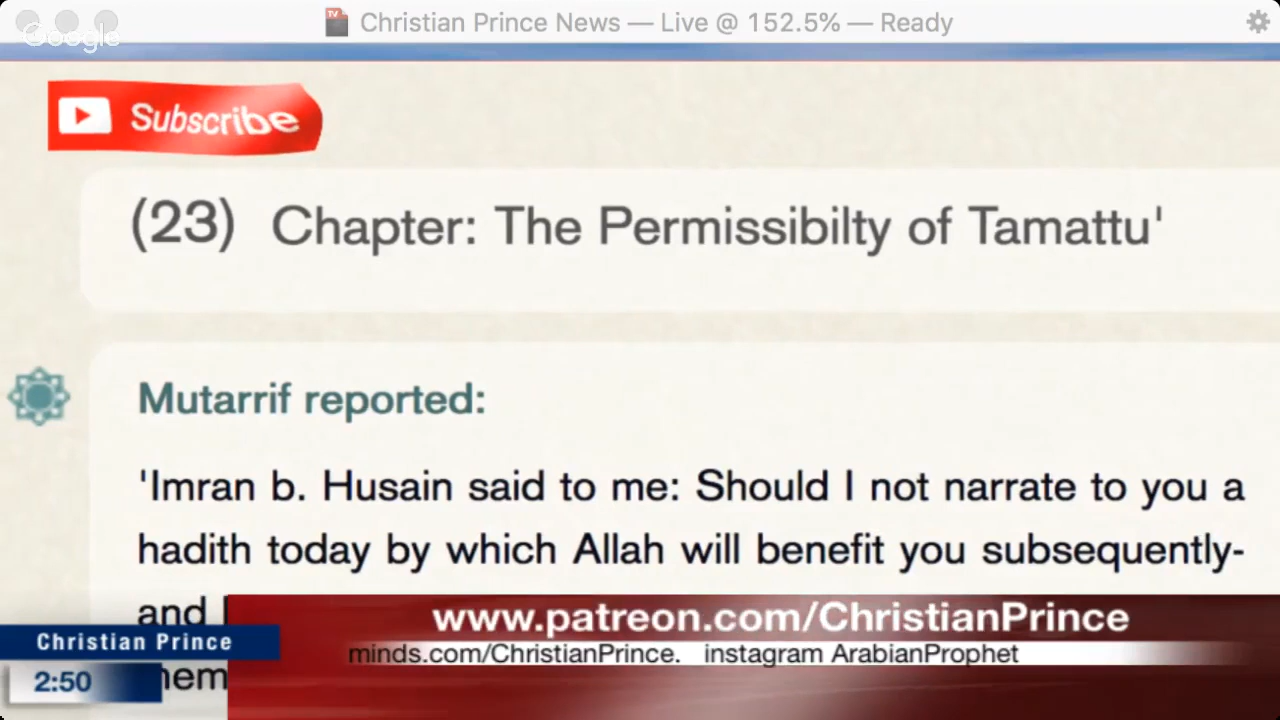 Christian Prince News — Live @ 152.5% — Ready
Google
Subscribe
(23) Chapter: The Permissibilty of Tamattu'
Mutarrif reported:
'Imran b. Husain said to me: Should I not narrate to you a
hadith today by which Allah will benefit you subsequently-
and
www.patreon.com/ChristianPrince
Christian Prince
minds.com/ChristianPrince. instagram ArabianProphet
2:50